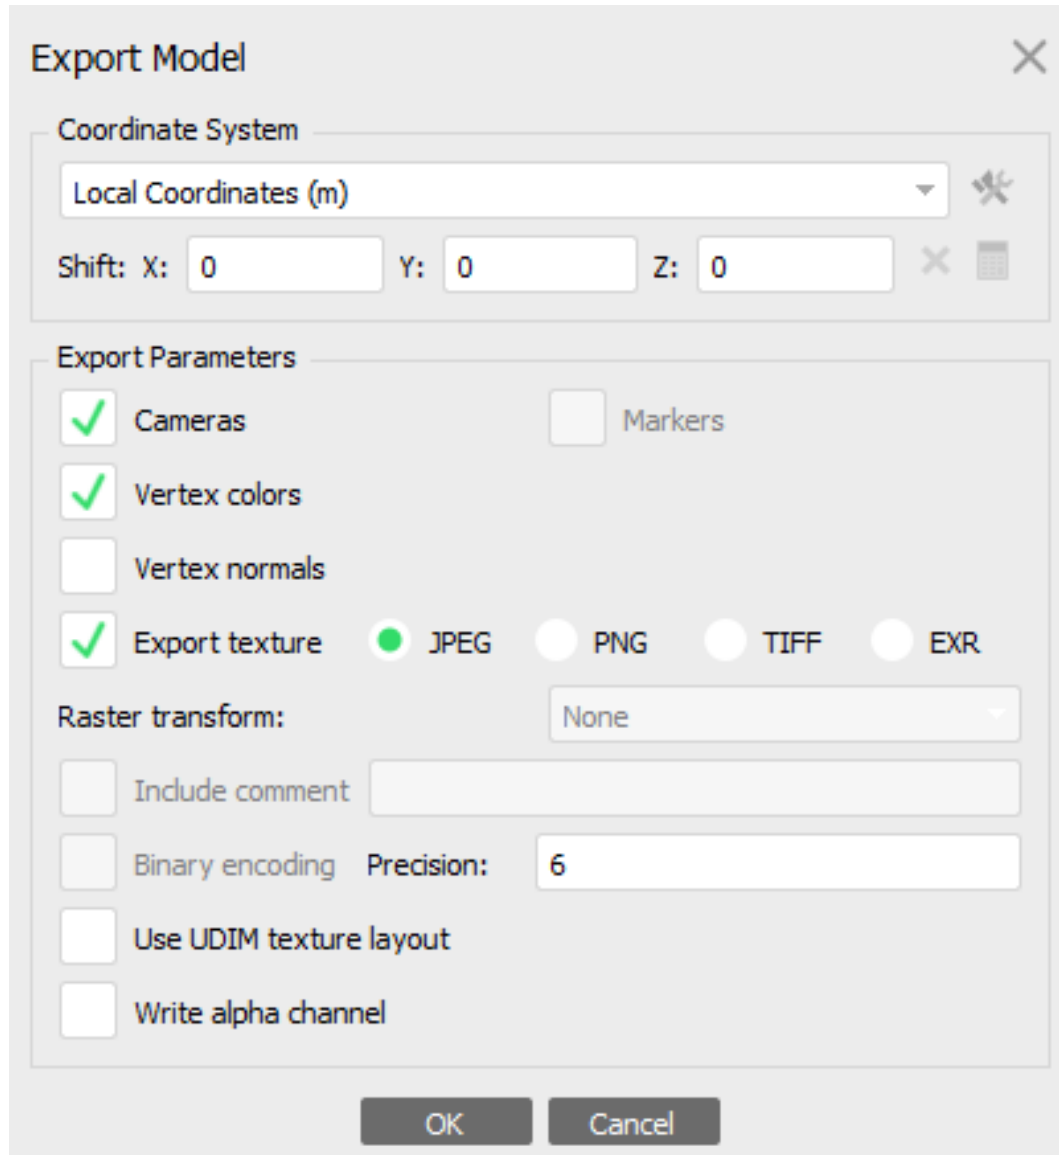 Export Model
Coordinate System
Local Coordinates (m)
Shift: X: 0 Y: 0 Z: 0
Export Parameters
Cameras Markers
Vertex colors
Vertex normals
Export texture JPEG PNG TIFF EXR
Raster transform: None
Include comment
Binary encoding Precision: 6
Use UDIM texture layout
Write alpha channel
OK Cancel